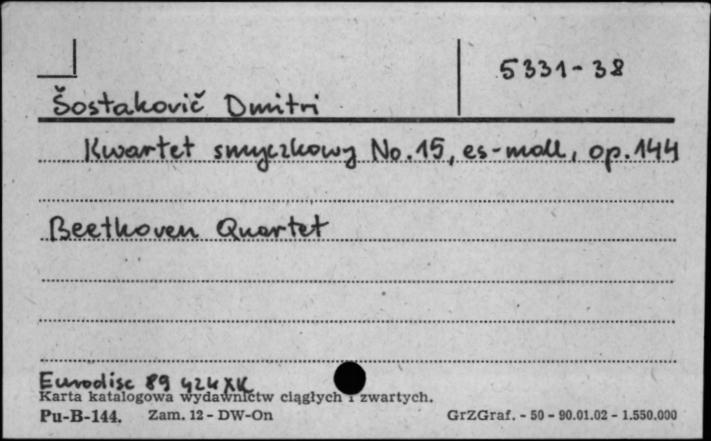 5331-38
Šostakovič Dmitri
Kwartet smyczkowy No.15, es-moll, op.144
Beethoven Quartet
Eurodisc 89 424 XK
Karta katalogowa wydawnictw ciągłych i zwartych.
Pu-B-144. Zam. 12 - DW-On GrZGraf. - 50 - 90.01.02 - 1.550.000